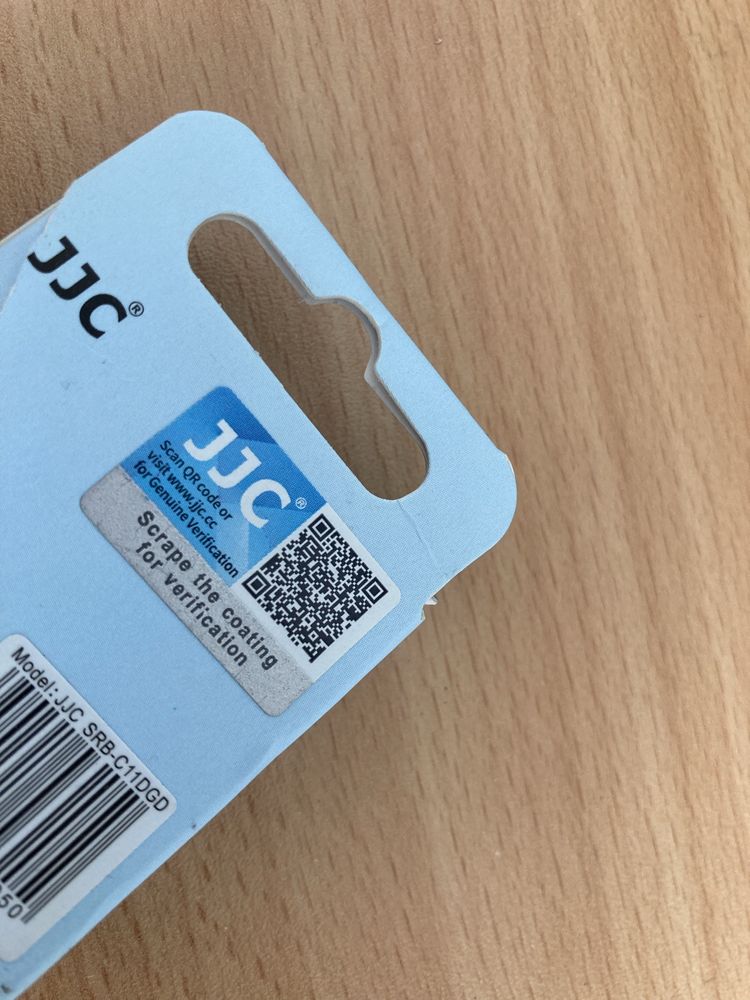 JJC®
JJC®
Scan QR code or
visit www.jjc.cc
for Genuine Verification
Scrape the coating
for verification
Model: JJC SRB-C11DGD
50